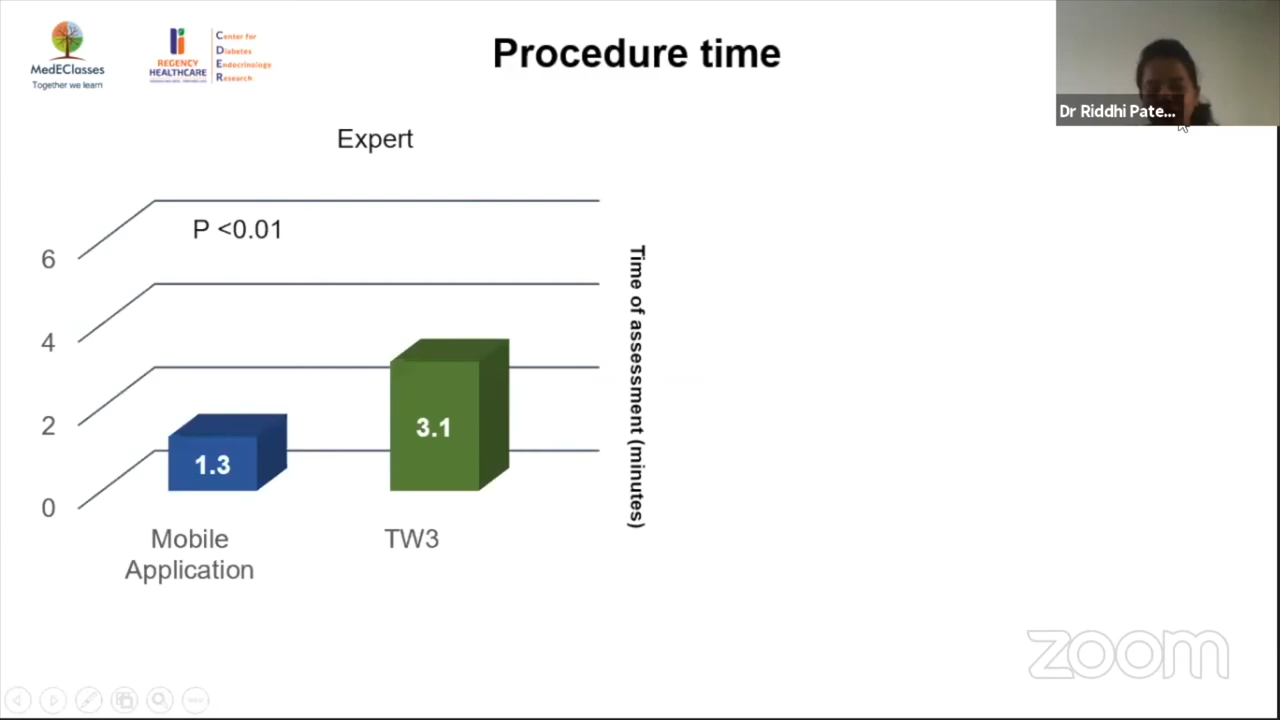 MedEClasses
Together we learn
REGENCY
HEALTHCARE
Center for
Diabetes
Endocrinology
Research
Procedure time
Dr Riddhi Pate...
Expert
P <0.01
6
4
2
0
1.3
3.1
Mobile
Application
TW3
Time of assessment (minutes)
zoom